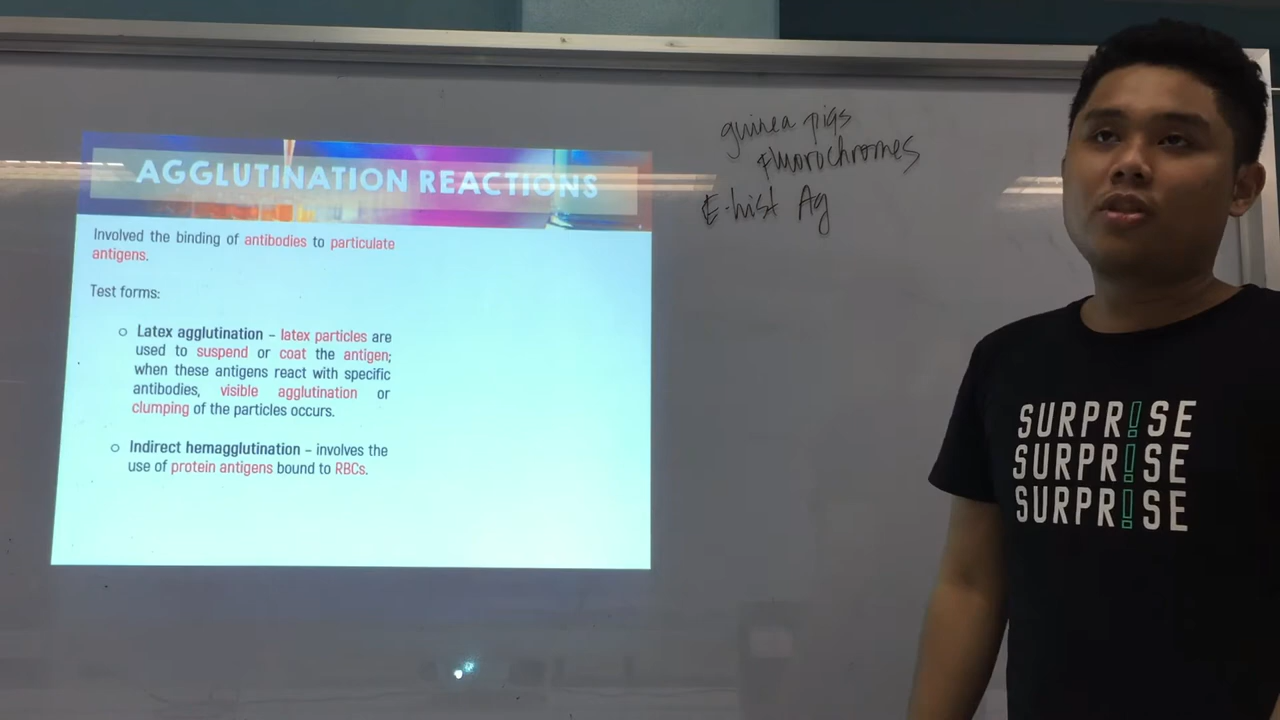 AGGLUTINATION REACTIONS
Involved the binding of antibodies to particulate
antigens.
Test forms:
Latex agglutination – latex particles are
used to suspend or coat the antigen;
when these antigens react with specific
antibodies, visible agglutination or
clumping of the particles occurs.
Indirect hemagglutination – involves the
use of protein antigens bound to RBCs.
guinea pigs
Fluorochromes
E-hist Ag
SURPR!SE
SURPR!SE
SURPR!SE